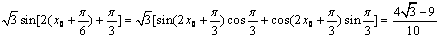 √3 sin[2(x₀ + π/6) + π/3] = √3[sin(2x₀ + π/3) cos π/3 + cos(2x₀ + π/3) sin π/3] = (4√3 − 9)/10